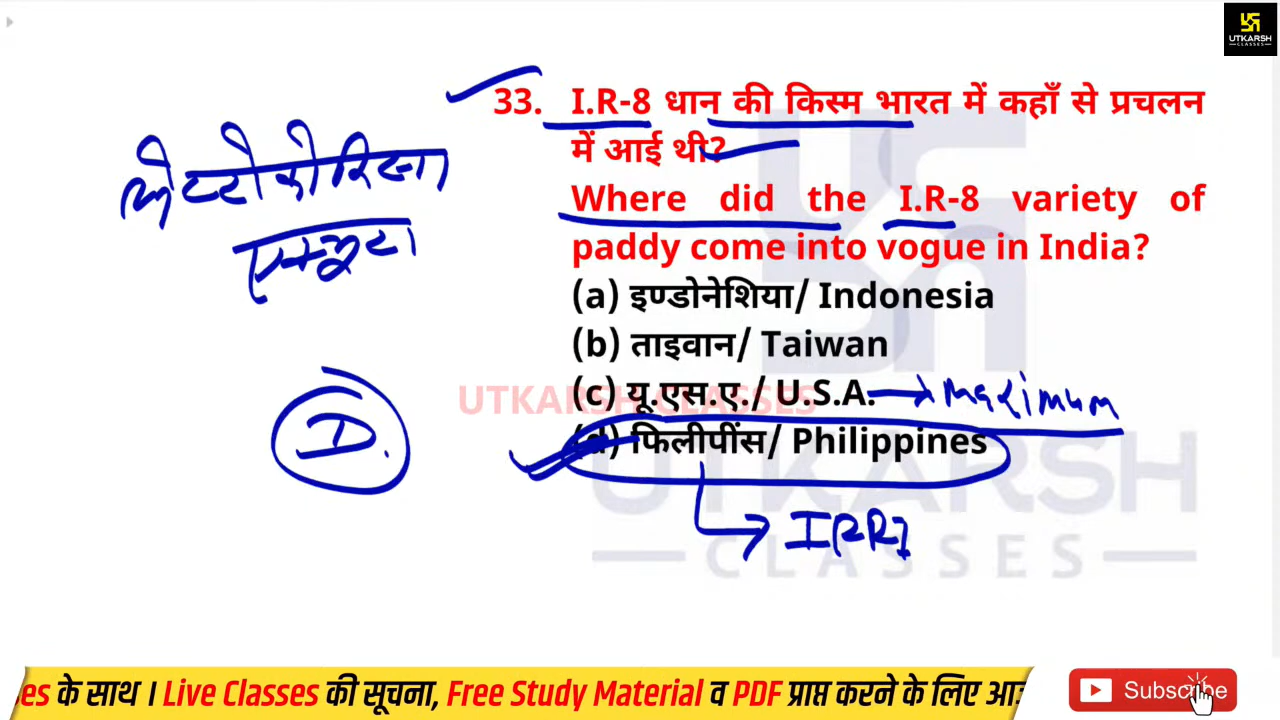 UTKARSH
CLASSES
33. I.R-8 धान की किस्म भारत में कहाँ से प्रचलन
में आई थी?
Where did the I.R-8 variety of
paddy come into vogue in India?
(a) इण्डोनेशिया/ Indonesia
(b) ताइवान/ Taiwan
(c) यू.एस.ए./ U.S.A. → maximum
(d) फिलीपींस/ Philippines
IRRI
D.
UTKARSH CLASSES
UTKARSH
CLASSES
es के साथ । Live Classes की सूचना, Free Study Material व PDF प्राप्त करने के लिए
Subscribe